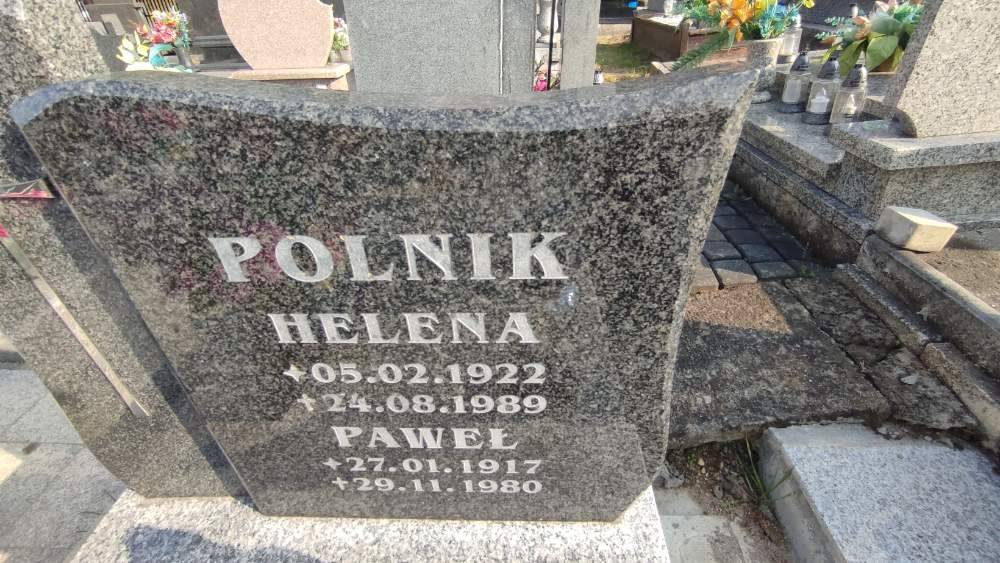 POLNIK
HELENA
✦05.02.1922
✝24.08.1989
PAWEŁ
✦27.01.1917
✝29.11.1980